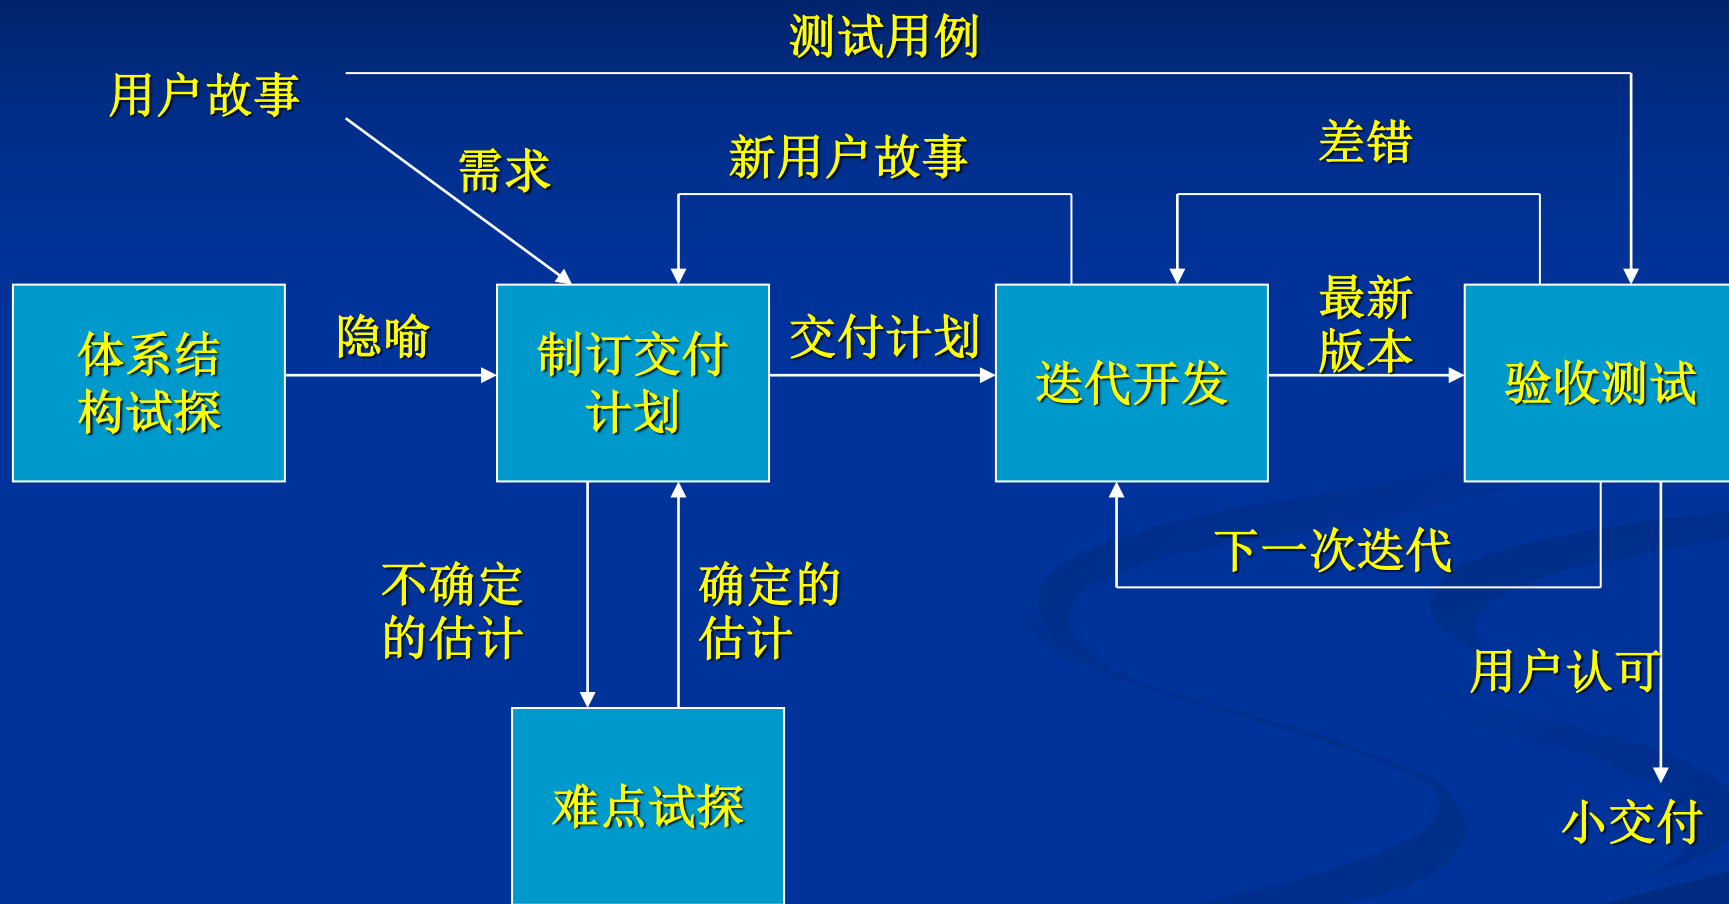 测试用例
用户故事
需求
新用户故事
差错
体系结
构试探
隐喻
制订交付
计划
交付计划
迭代开发
最新
版本
验收测试
不确定
的估计
确定的
估计
下一次迭代
用户认可
难点试探
小交付